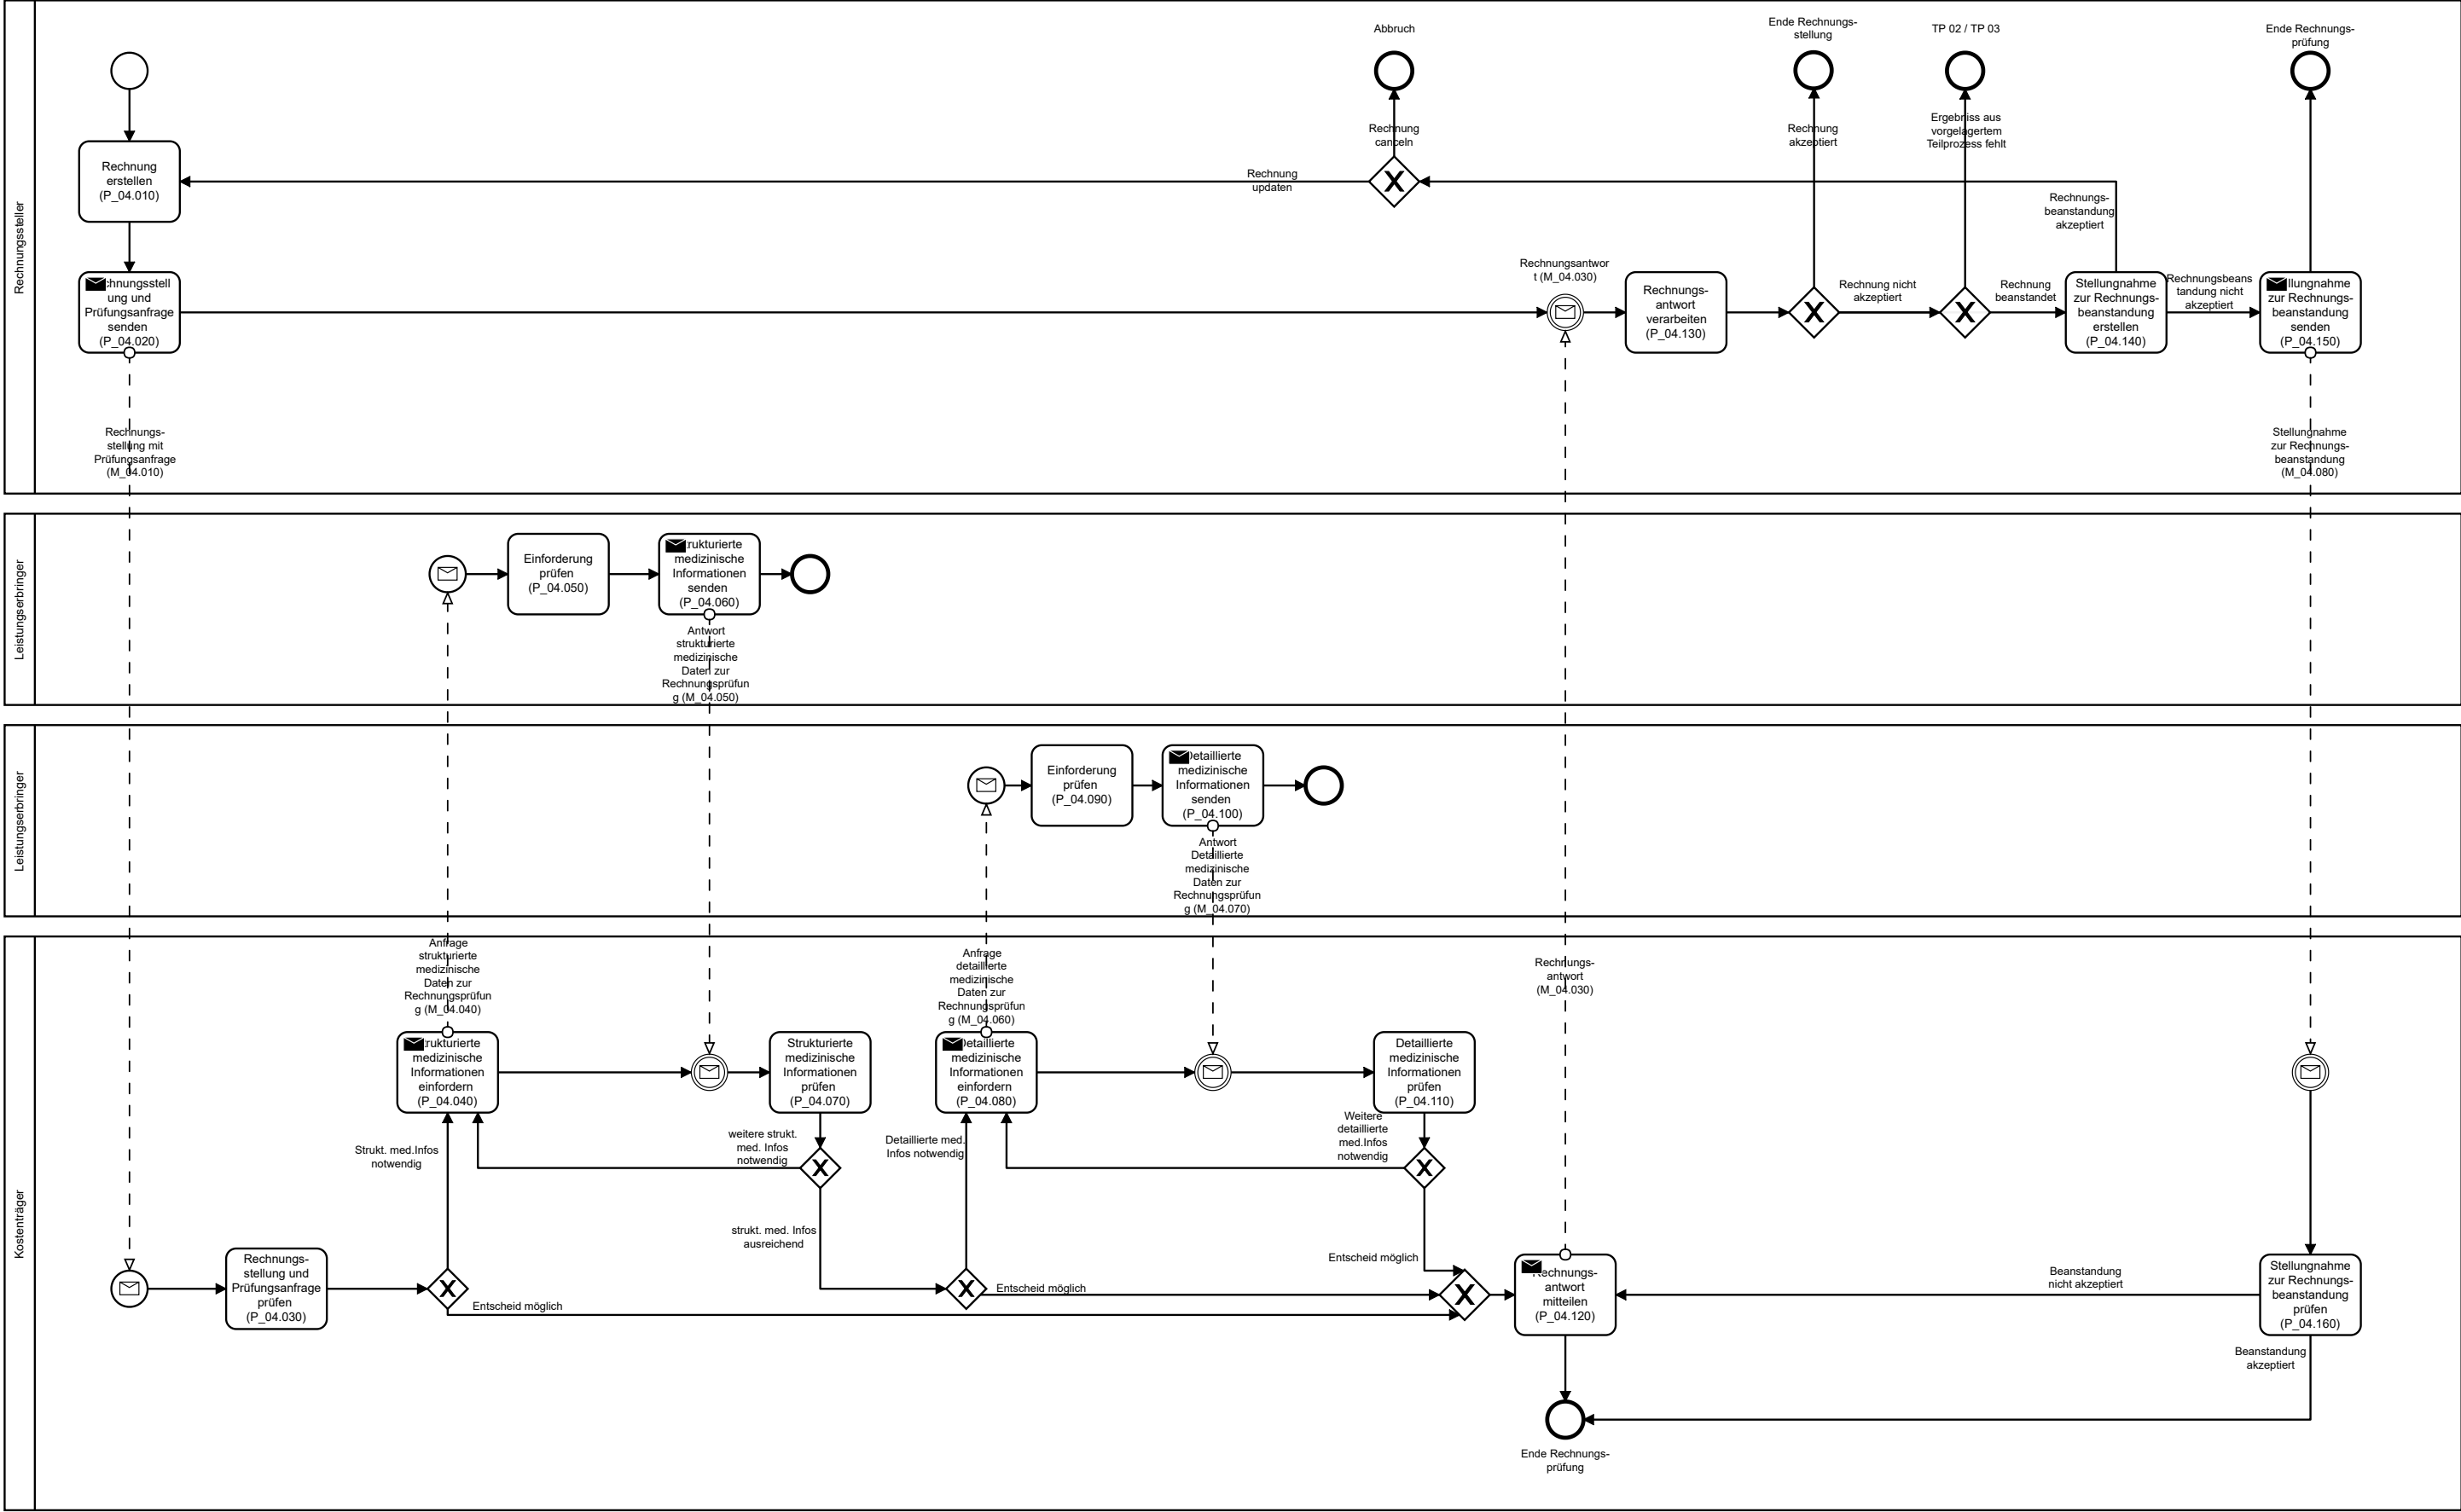 Rechnungssteller
Abbruch
Ende Rechnungs-
stellung
TP 02 / TP 03
Ende Rechnungs-
prüfung
Rechnung
canceln
Rechnung
akzeptiert
Ergebniss aus
vorgelagertem
Teilprozess fehlt
Rechnung
erstellen
(P_04.010)
Rechnung
updaten
X
Rechnungs-
beanstandung
akzeptiert
chnungsstell
ung und
Prüfungsanfrage
senden
(P_04.020)
Rechnungsantwor
t (M_04.030)
Rechnungs-
antwort
verarbeiten
(P_04.130)
X
Rechnung nicht
akzeptiert
X
Rechnung
beanstandet
Stellungnahme
zur Rechnungs-
beanstandung
erstellen
(P_04.140)
Rechnungsbeans
tandung nicht
akzeptiert
llungnahme
zur Rechnungs-
beanstandung
senden
(P_04.150)
Rechnungs-
stellung mit
Prüfungsanfrage
(M_04.010)
Stellungnahme
zur Rechnungs-
beanstandung
(M_04.080)
Leistungserbringer
Einforderung
prüfen
(P_04.050)
trukturierte
medizinische
Informationen
senden
(P_04.060)
Antwort
strukturierte
medizinische
Daten zur
Rechnungsprüfun
g (M_04.050)
Leistungserbringer
Einforderung
prüfen
(P_04.090)
Detaillierte
medizinische
Informationen
senden
(P_04.100)
Antwort
Detaillierte
medizinische
Daten zur
Rechnungsprüfun
g (M_04.070)
Kostenträger
Anfrage
strukturierte
medizinische
Daten zur
Rechnungsprüfun
g (M_04.040)
Anfrage
detaillierte
medizinische
Daten zur
Rechnungsprüfun
g (M_04.060)
Rechnungs-
antwort
(M_04.030)
trukturierte
medizinische
Informationen
einfordern
(P_04.040)
Strukturierte
medizinische
Informationen
prüfen
(P_04.070)
Detaillierte
medizinische
Informationen
einfordern
(P_04.080)
Detaillierte
medizinische
Informationen
prüfen
(P_04.110)
Strukt. med.Infos
notwendig
weitere strukt.
med. Infos
notwendig
X
Detaillierte med.
Infos notwendig
Weitere
detaillierte
med.Infos
notwendig
X
strukt. med. Infos
ausreichend
Rechnungs-
stellung und
Prüfungsanfrage
prüfen
(P_04.030)
X
Entscheid möglich
X
Entscheid möglich
Entscheid möglich
X
Rechnungs-
antwort
mitteilen
(P_04.120)
Beanstandung
nicht akzeptiert
Stellungnahme
zur Rechnungs-
beanstandung
prüfen
(P_04.160)
Beanstandung
akzeptiert
Ende Rechnungs-
prüfung